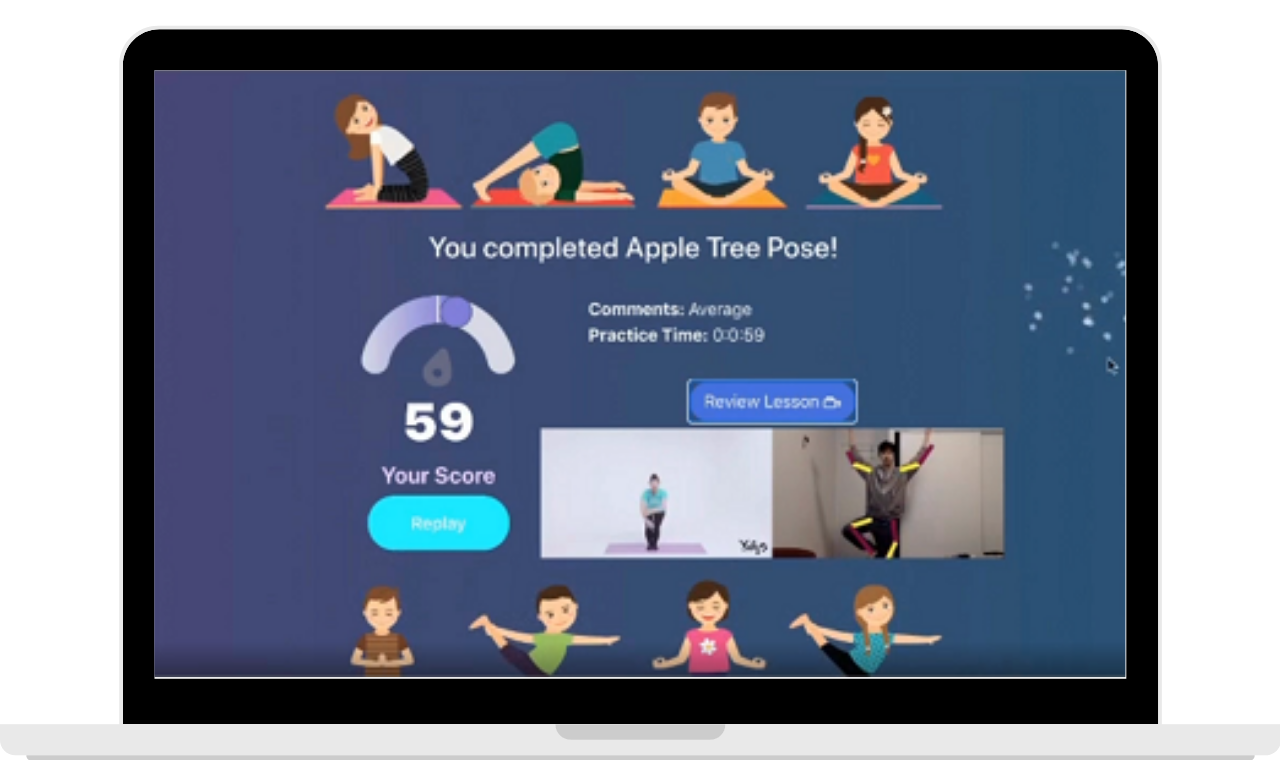 You completed Apple Tree Pose!
Comments: Average
Practice Time: 0:0:59
Review Lesson
59
Your Score
Replay